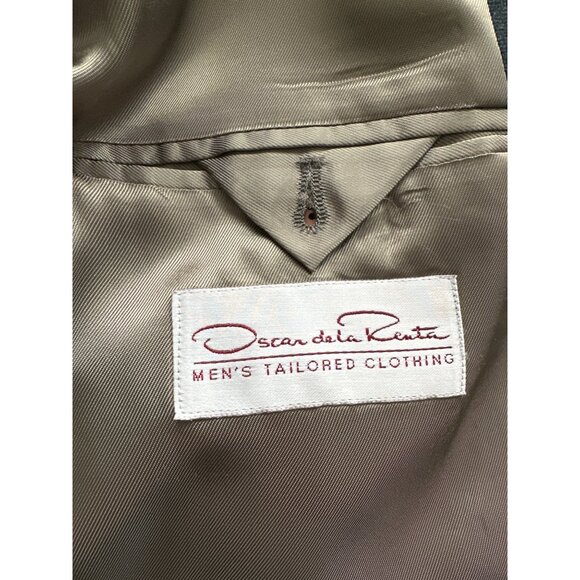 Oscar de la Renta
MEN'S TAILORED CLOTHING